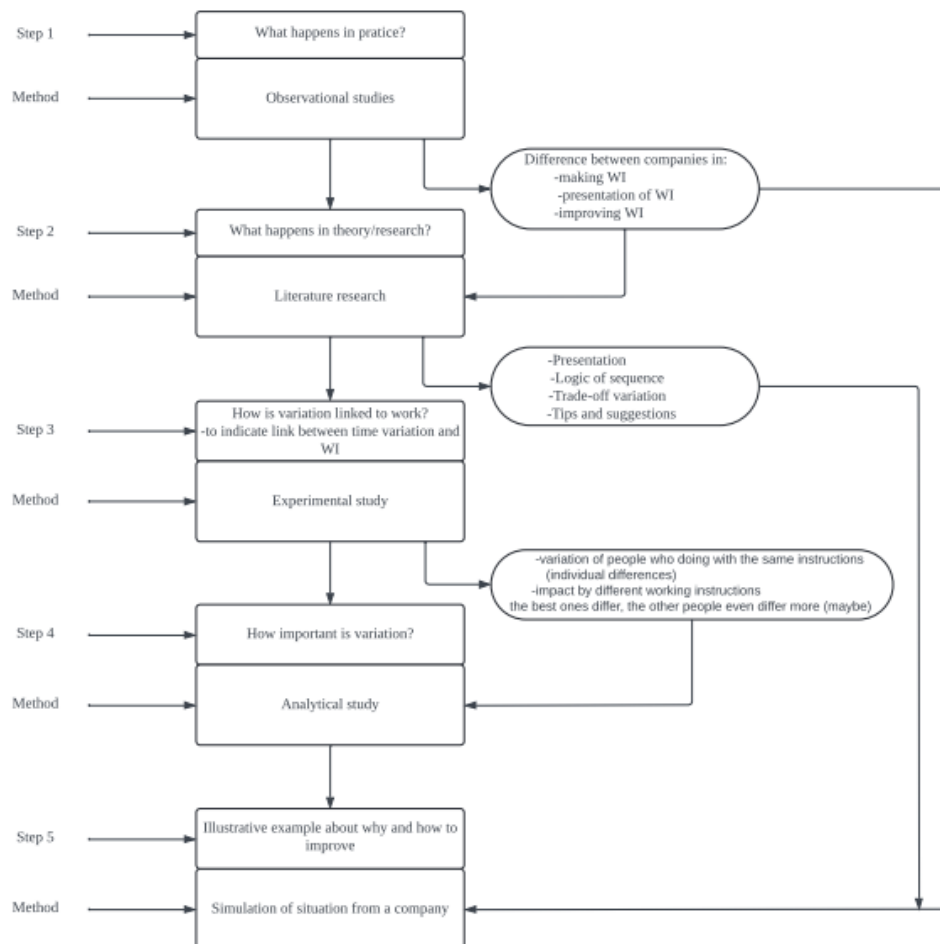 Step 1
What happens in pratice?
Method
Observational studies
Difference between companies in:
-making WI
-presentation of WI
-improving WI
Step 2
What happens in theory/research?
Method
Literature research
-Presentation
-Logic of sequence
-Trade-off variation
-Tips and suggestions
Step 3
How is variation linked to work?
-to indicate link between time variation and
WI
Method
Experimental study
-variation of people who doing with the same instructions
(individual differences)
-impact by different working instructions
the best ones differ, the other people even differ more (maybe)
Step 4
How important is variation?
Method
Analytical study
Step 5
Illustrative example about why and how to
improve
Method
Simulation of situation from a company